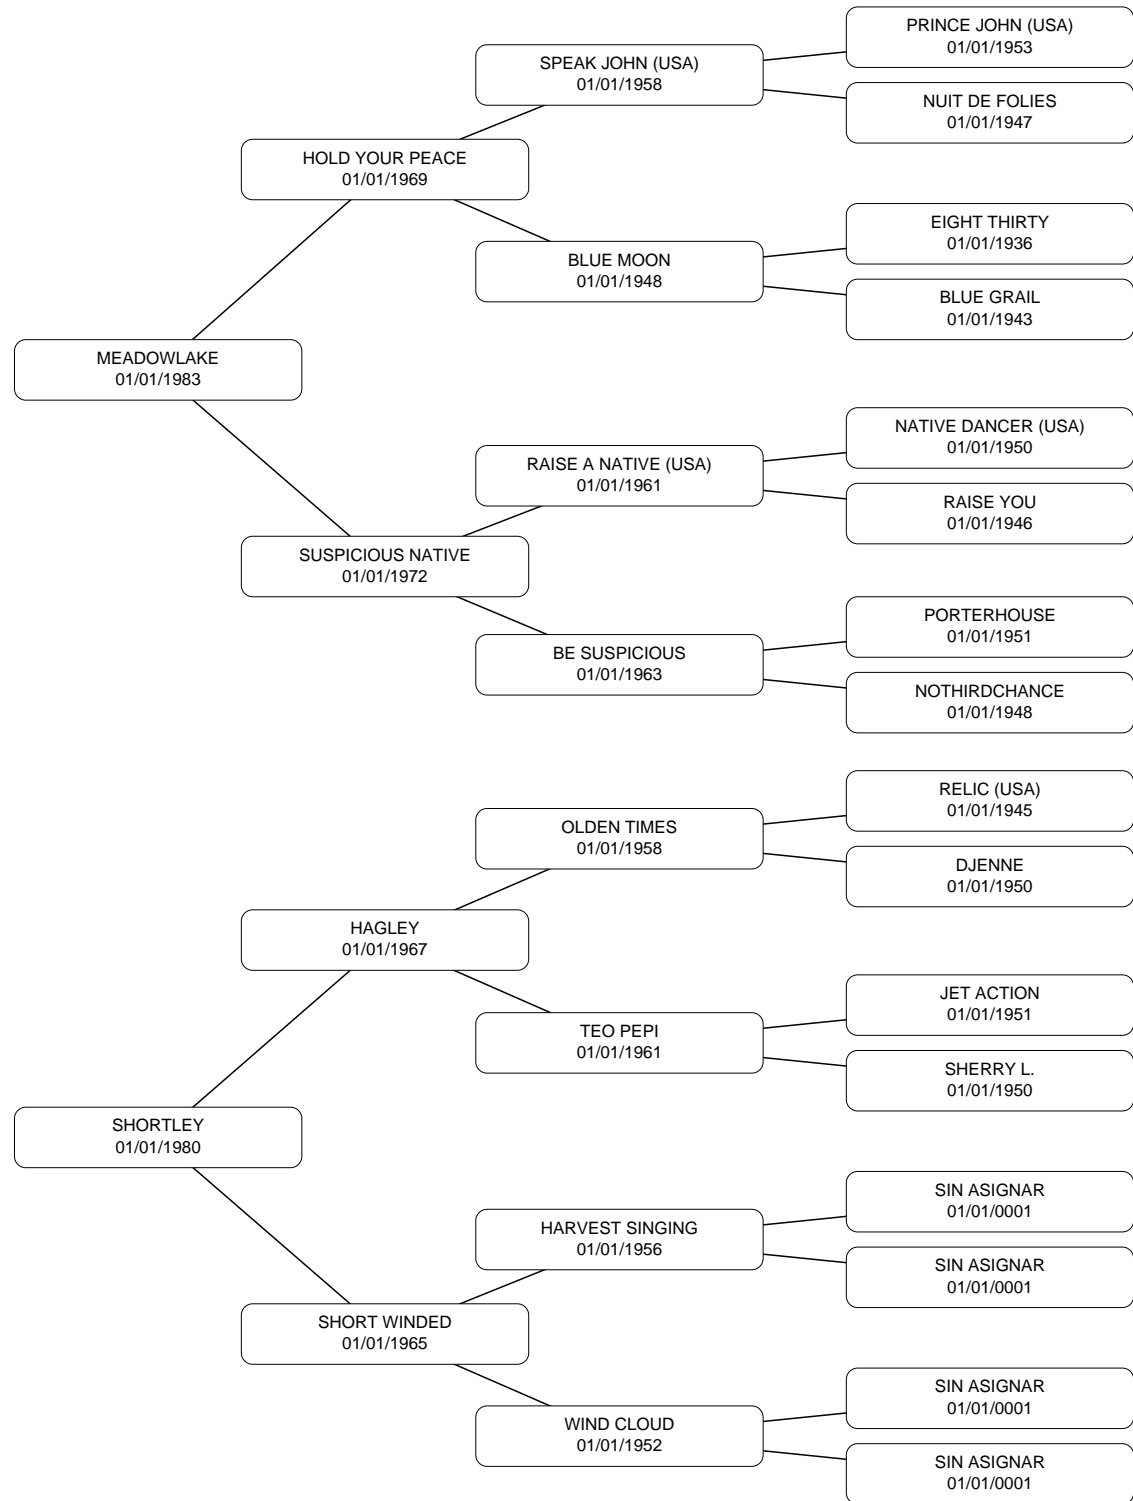 PRINCE JOHN (USA)
01/01/1953
SPEAK JOHN (USA)
01/01/1958
NUIT DE FOLIES
01/01/1947
HOLD YOUR PEACE
01/01/1969
EIGHT THIRTY
01/01/1936
BLUE MOON
01/01/1948
BLUE GRAIL
01/01/1943
MEADOWLAKE
01/01/1983
NATIVE DANCER (USA)
01/01/1950
RAISE A NATIVE (USA)
01/01/1961
RAISE YOU
01/01/1946
SUSPICIOUS NATIVE
01/01/1972
PORTERHOUSE
01/01/1951
BE SUSPICIOUS
01/01/1963
NOTHIRDCHANCE
01/01/1948
RELIC (USA)
01/01/1945
OLDEN TIMES
01/01/1958
DJENNE
01/01/1950
HAGLEY
01/01/1967
JET ACTION
01/01/1951
TEO PEPI
01/01/1961
SHERRY L.
01/01/1950
SHORTLEY
01/01/1980
SIN ASIGNAR
01/01/0001
HARVEST SINGING
01/01/1956
SIN ASIGNAR
01/01/0001
SHORT WINDED
01/01/1965
SIN ASIGNAR
01/01/0001
WIND CLOUD
01/01/1952
SIN ASIGNAR
01/01/0001